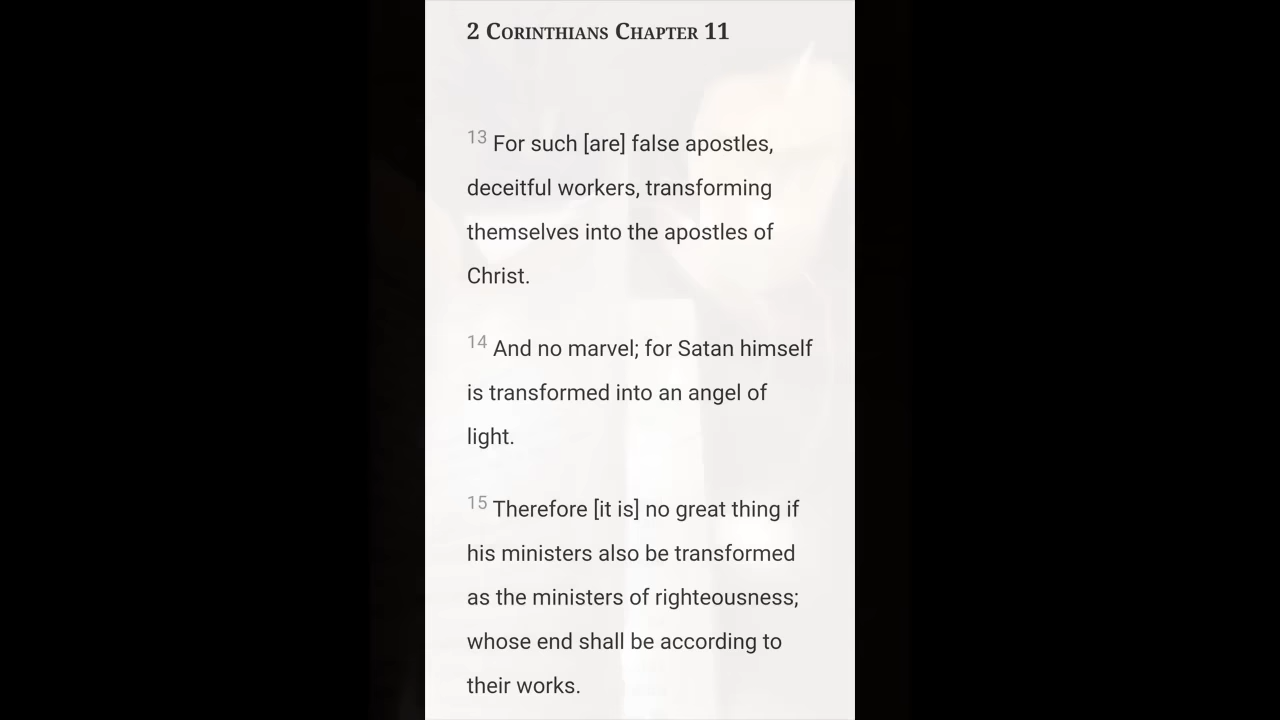 2 Corinthians Chapter 11
13 For such [are] false apostles,
deceitful workers, transforming
themselves into the apostles of
Christ.
14 And no marvel; for Satan himself
is transformed into an angel of
light.
15 Therefore [it is] no great thing if
his ministers also be transformed
as the ministers of righteousness;
whose end shall be according to
their works.